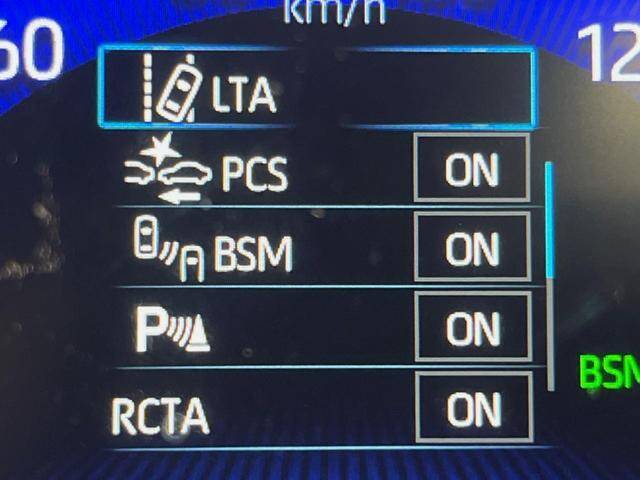 km/h
60
12
LTA
PCS ON
BSM ON
P ON
BSM
RCTA ON